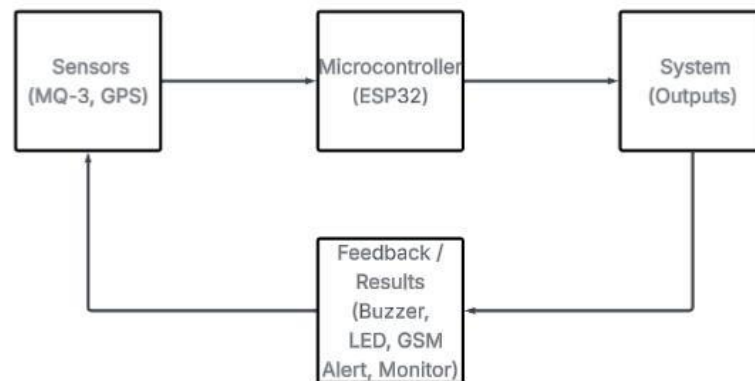 Sensors
(MQ-3, GPS)
Microcontroller
(ESP32)
System
(Outputs)
Feedback /
Results
(Buzzer,
LED, GSM
Alert, Monitor)